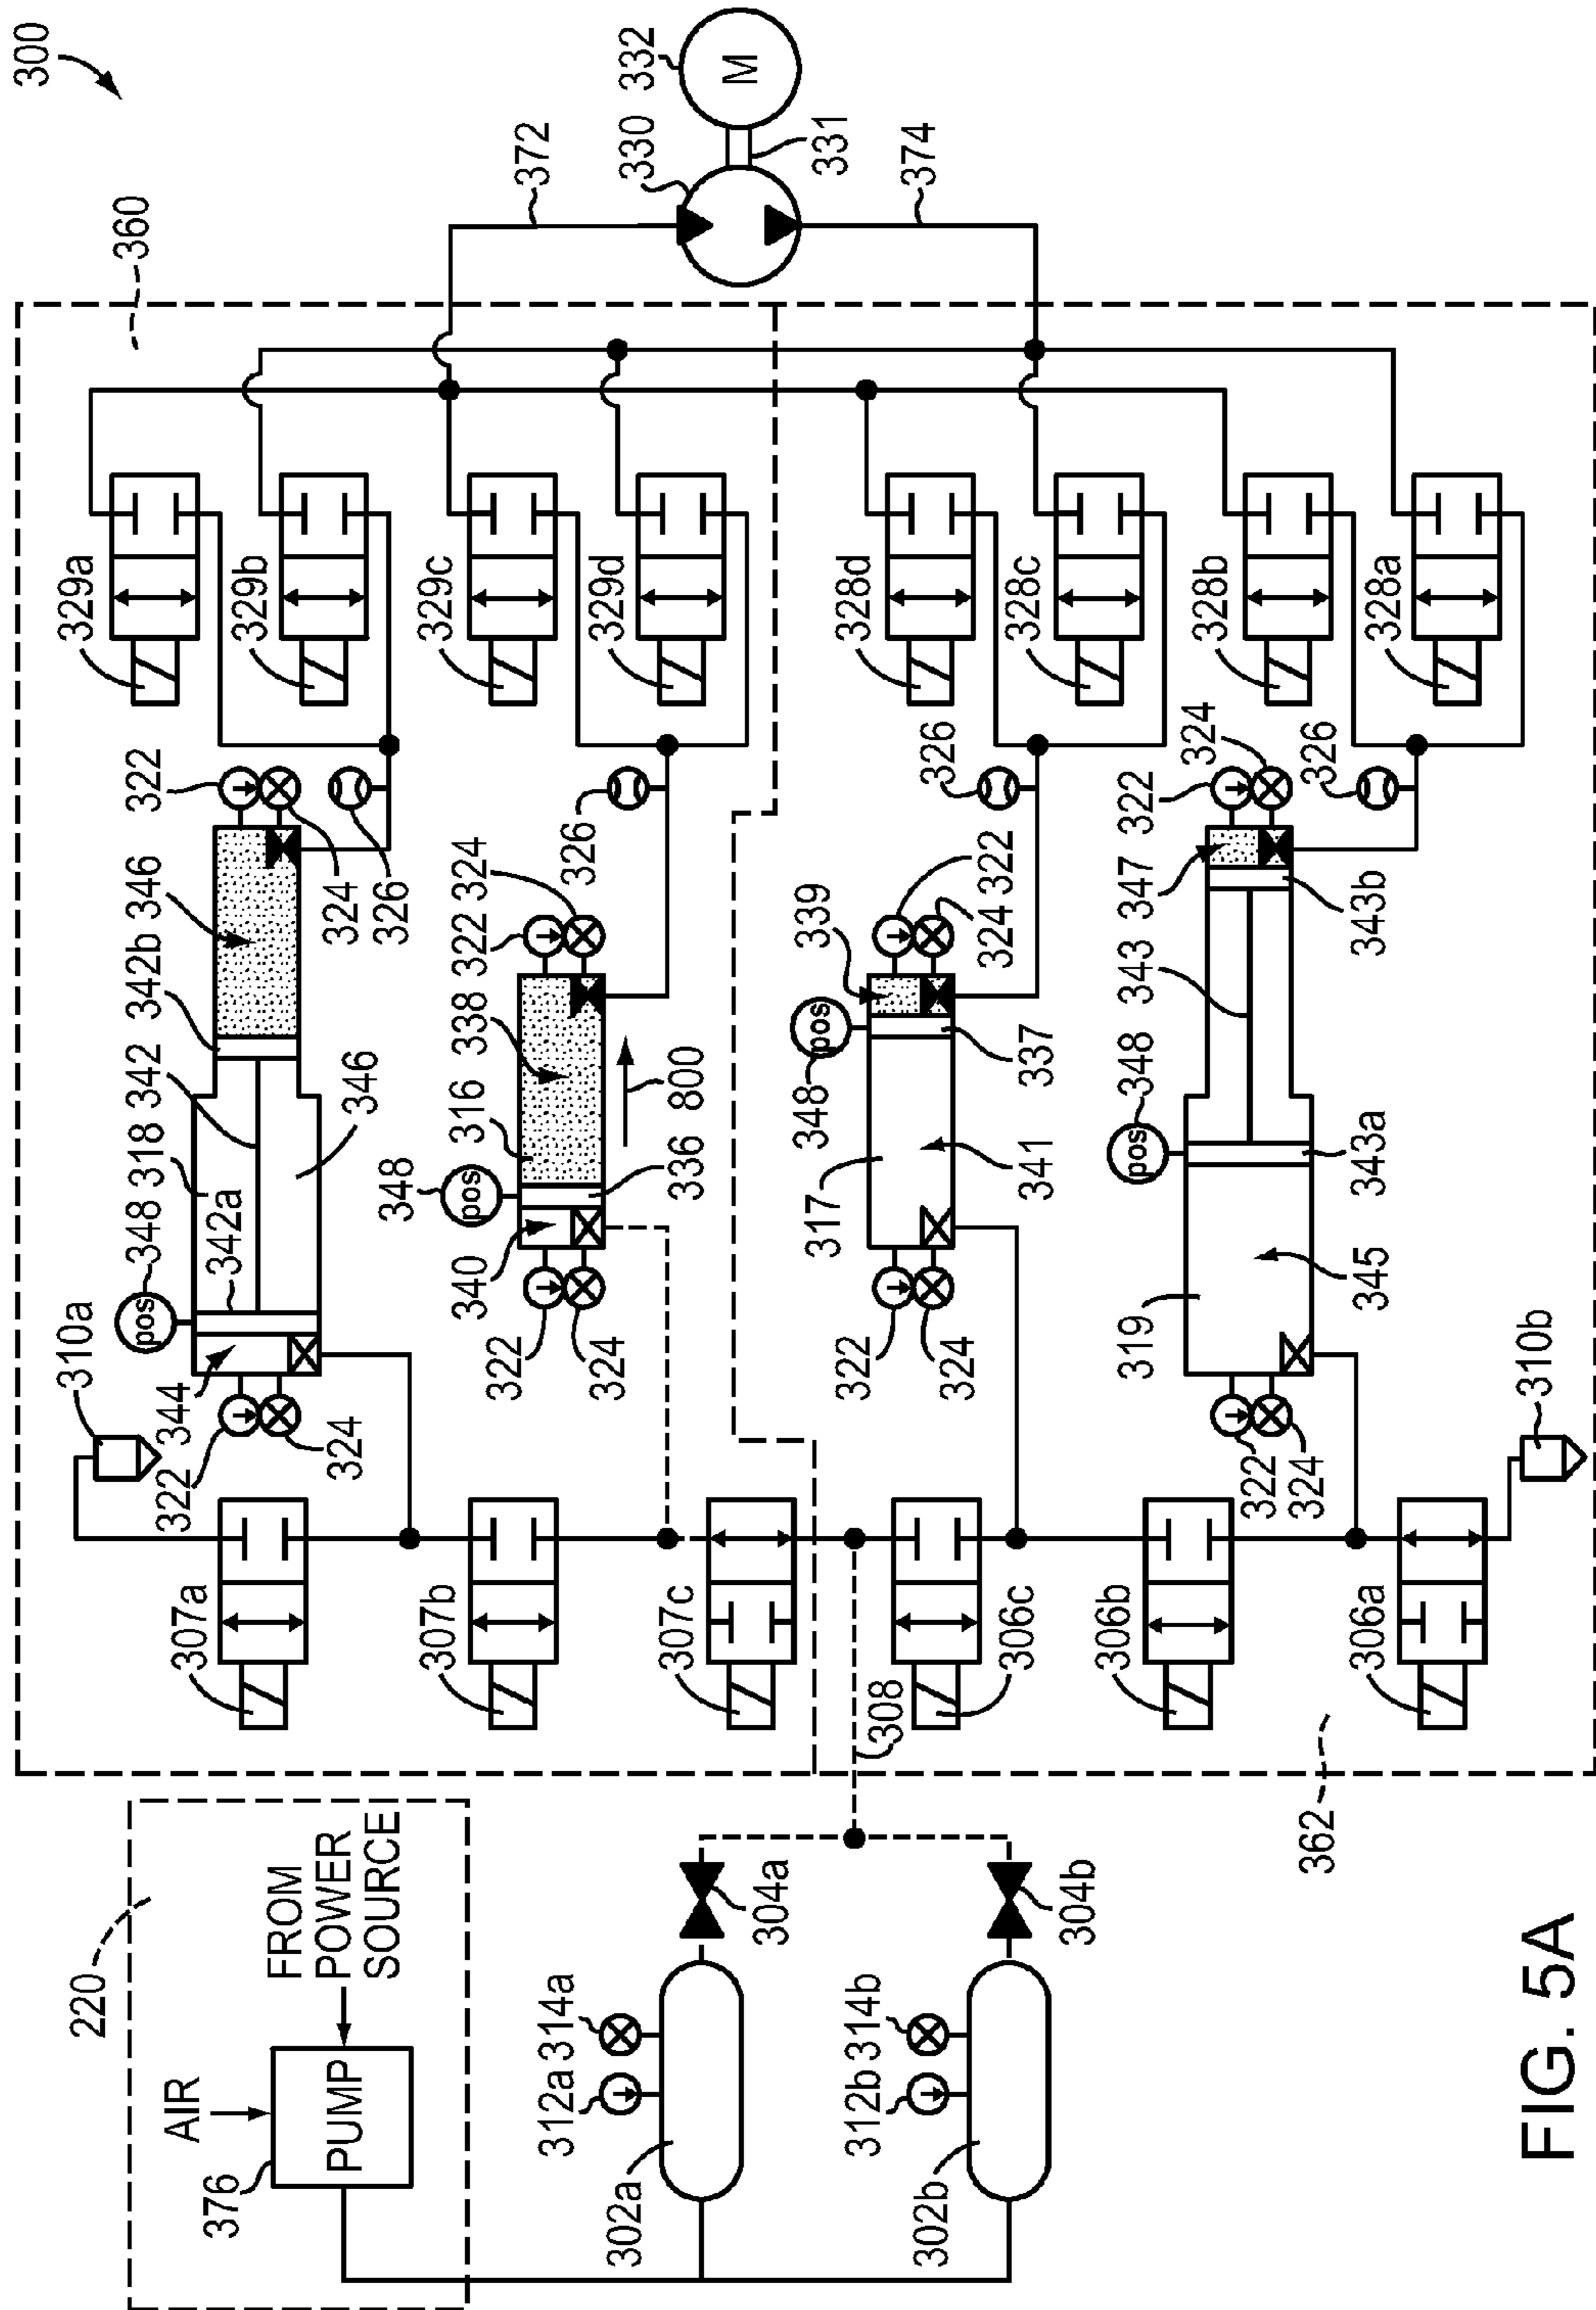 300
332
M
330
331
372
374
360
329a
329b
329c
329d
328d
328c
328b
328a
322
324
326
346
342b
342
346
318
342a
348
pos
310a
344
322
324
326
324
322
338
316
800
336
348
pos
340
322
324
326
322
324
339
348
pos
337
317
341
322
324
324
322
326
347
343b
343
348
pos
343a
345
319
310b
322
324
307a
307b
307c
306c
306b
306a
308
362
220
FROM
POWER
SOURCE
AIR
PUMP
376
304a
304b
314a
312a
314b
312b
302a
302b
FIG. 5A